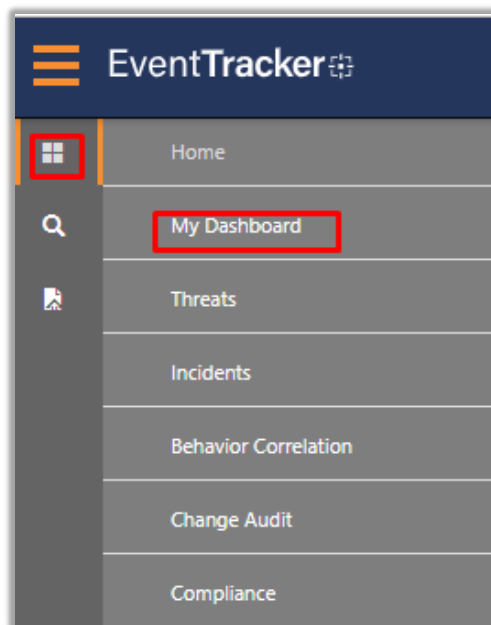 EventTracker
Home
My Dashboard
Threats
Incidents
Behavior Correlation
Change Audit
Compliance